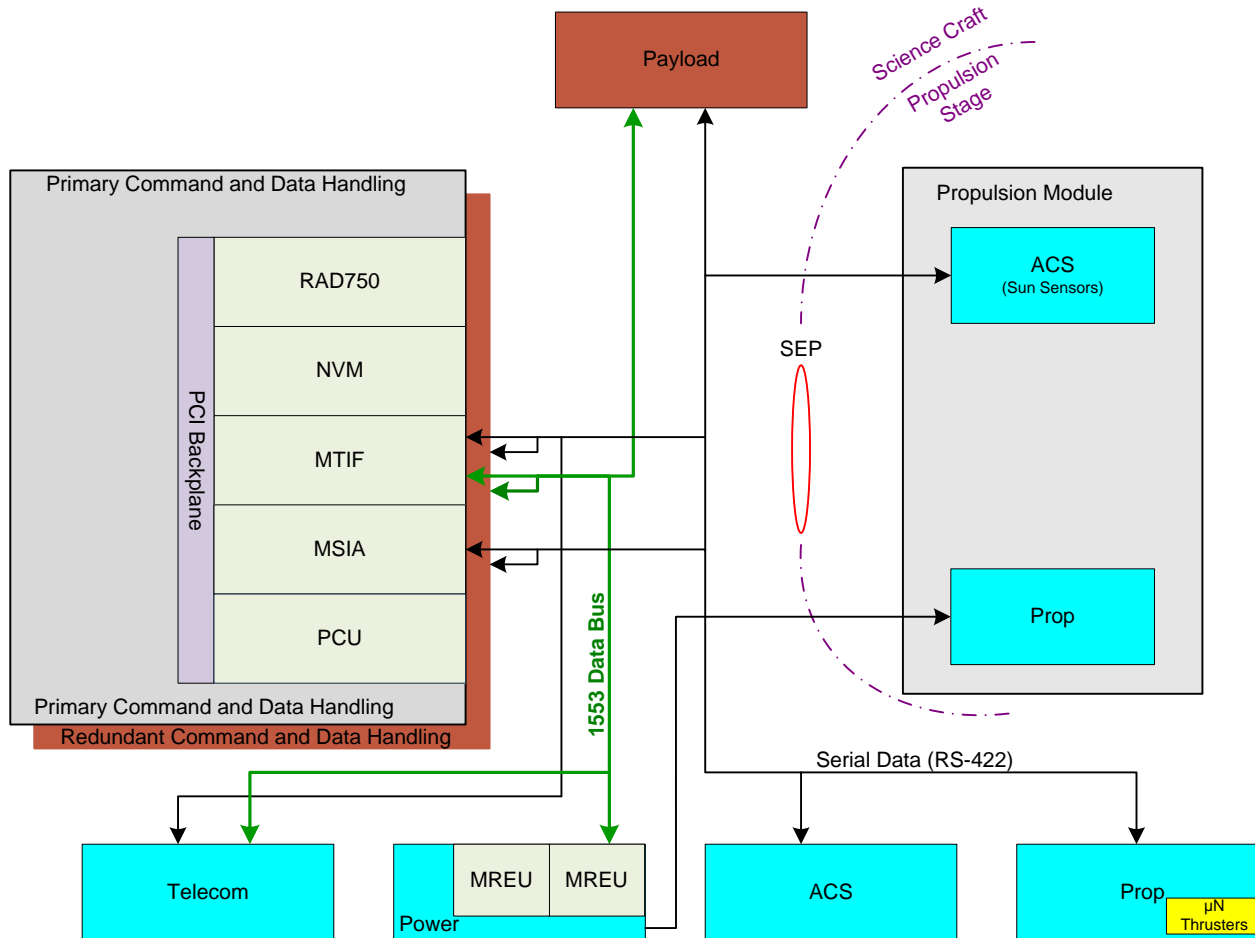 Payload
Science Craft
Propulsion
Stage
Primary Command and Data Handling
Propulsion Module
RAD750
ACS
(Sun Sensors)
NVM
SEP
PCI Backplane
MTIF
MSIA
Prop
PCU
1553 Data Bus
Primary Command and Data Handling
Redundant Command and Data Handling
Serial Data (RS-422)
Telecom
MREU
MREU
Power
ACS
Prop
µN
Thrusters